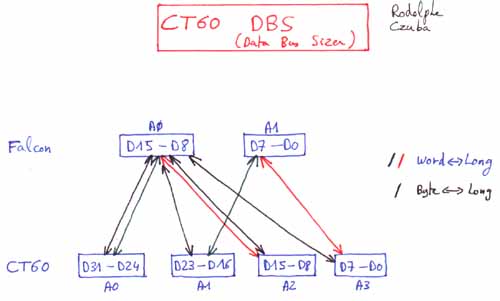 CT60 DBS
(Data Bus Sizer)
Rodolphe
Czuba
A0 A1
Falcon D15-D8 D7-D0
// Word<->Long
/ Byte<->Long
CT60 D31-D24 D23-D16 D15-D8 D7-D0
A0 A1 A2 A3